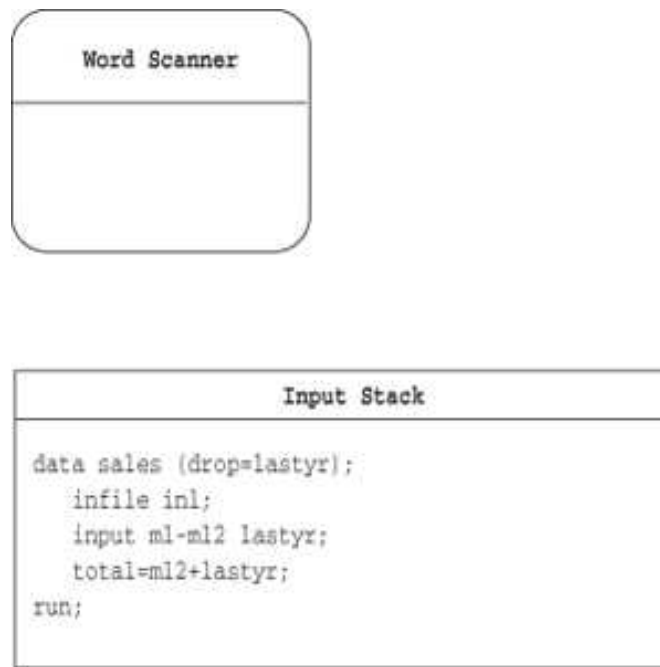 Word Scanner
Input Stack
data sales (drop=lastyr);
infile in1;
input m1-m12 lastyr;
total=m12+lastyr;
run;